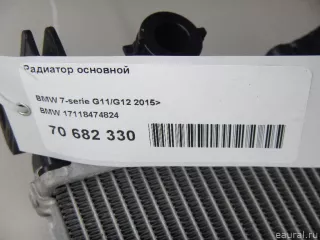 Радиатор основной
BMW 7-serie G11/G12 2015>
BMW 17118474824
70 682 330
eaural.ru